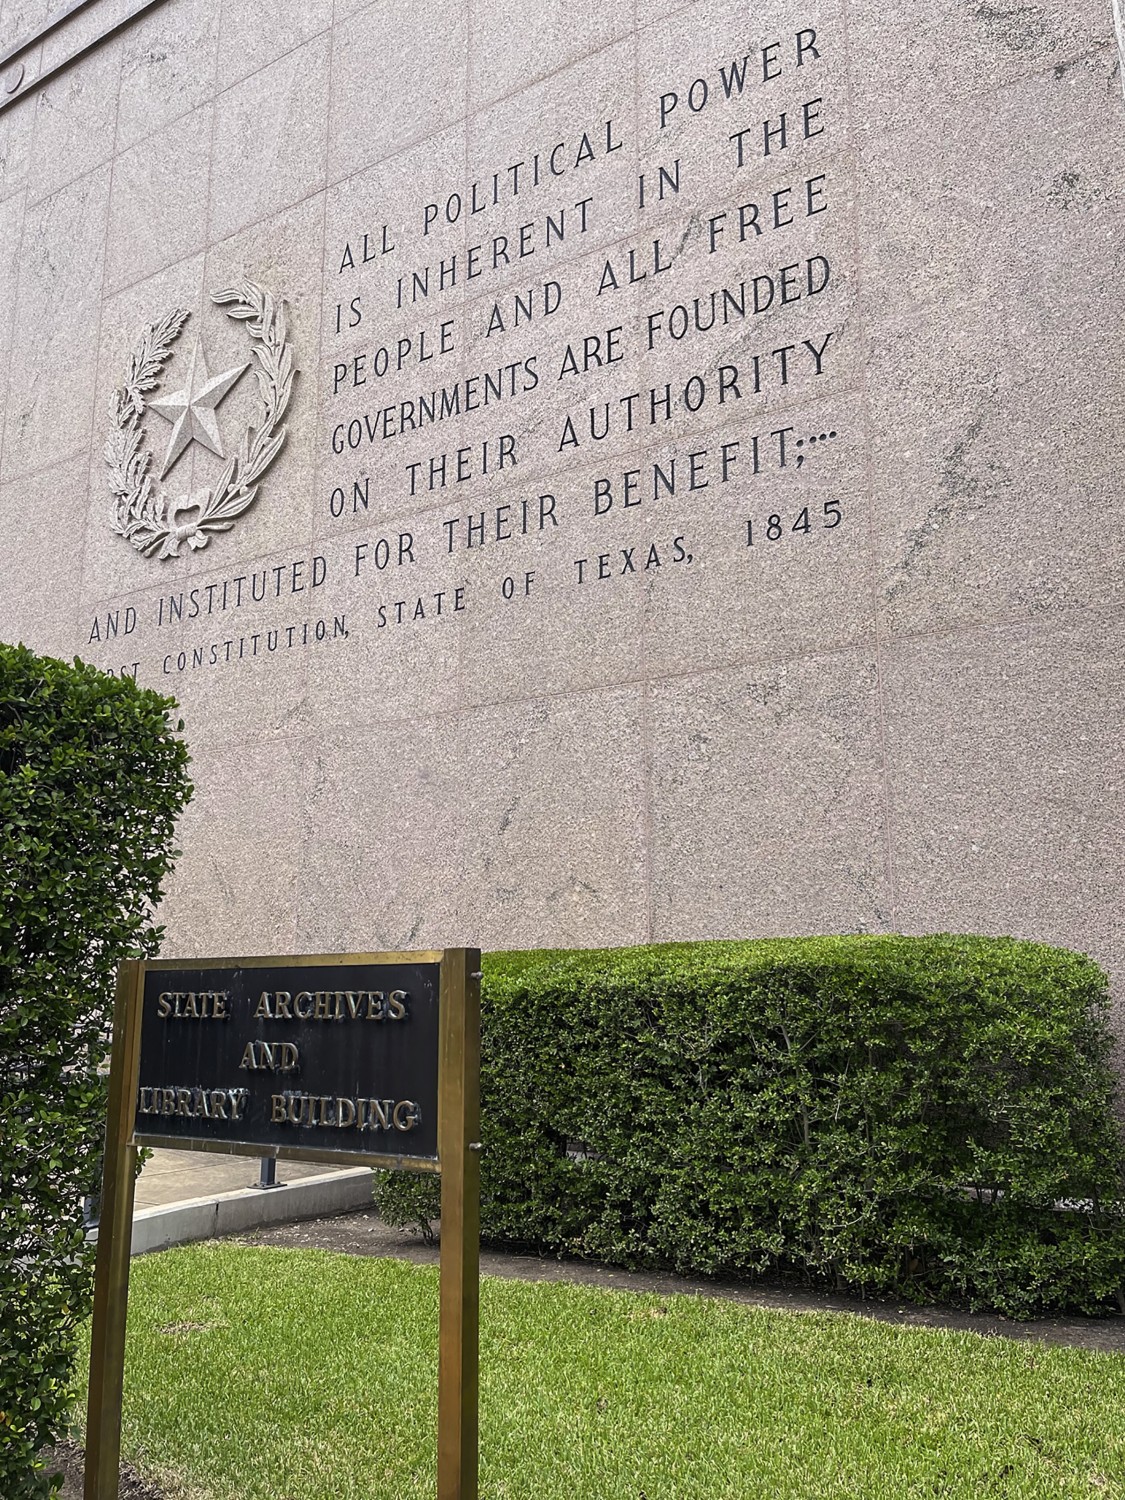 ALL POLITICAL POWER
IS INHERENT IN THE
PEOPLE AND ALL FREE
GOVERNMENTS ARE FOUNDED
ON THEIR AUTHORITY
AND INSTITUTED FOR THEIR BENEFIT;...
CONSTITUTION, STATE OF TEXAS, 1845
STATE ARCHIVES
AND
LIBRARY BUILDING